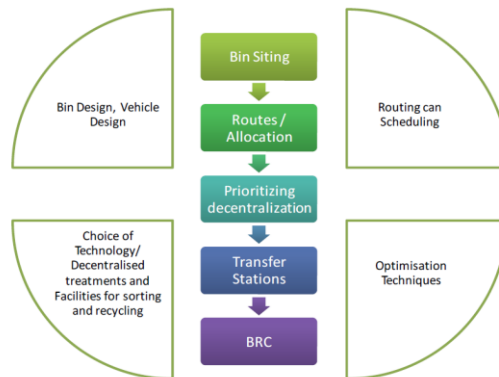 Bin Siting
Bin Design, Vehicle
Design
Routes /
Allocation
Routing can
Scheduling
Prioritizing
decentralization
Choice of
Technology/
Decentralised
treatments and
Facilities for sorting
and recycling
Transfer
Stations
Optimisation
Techniques
BRC